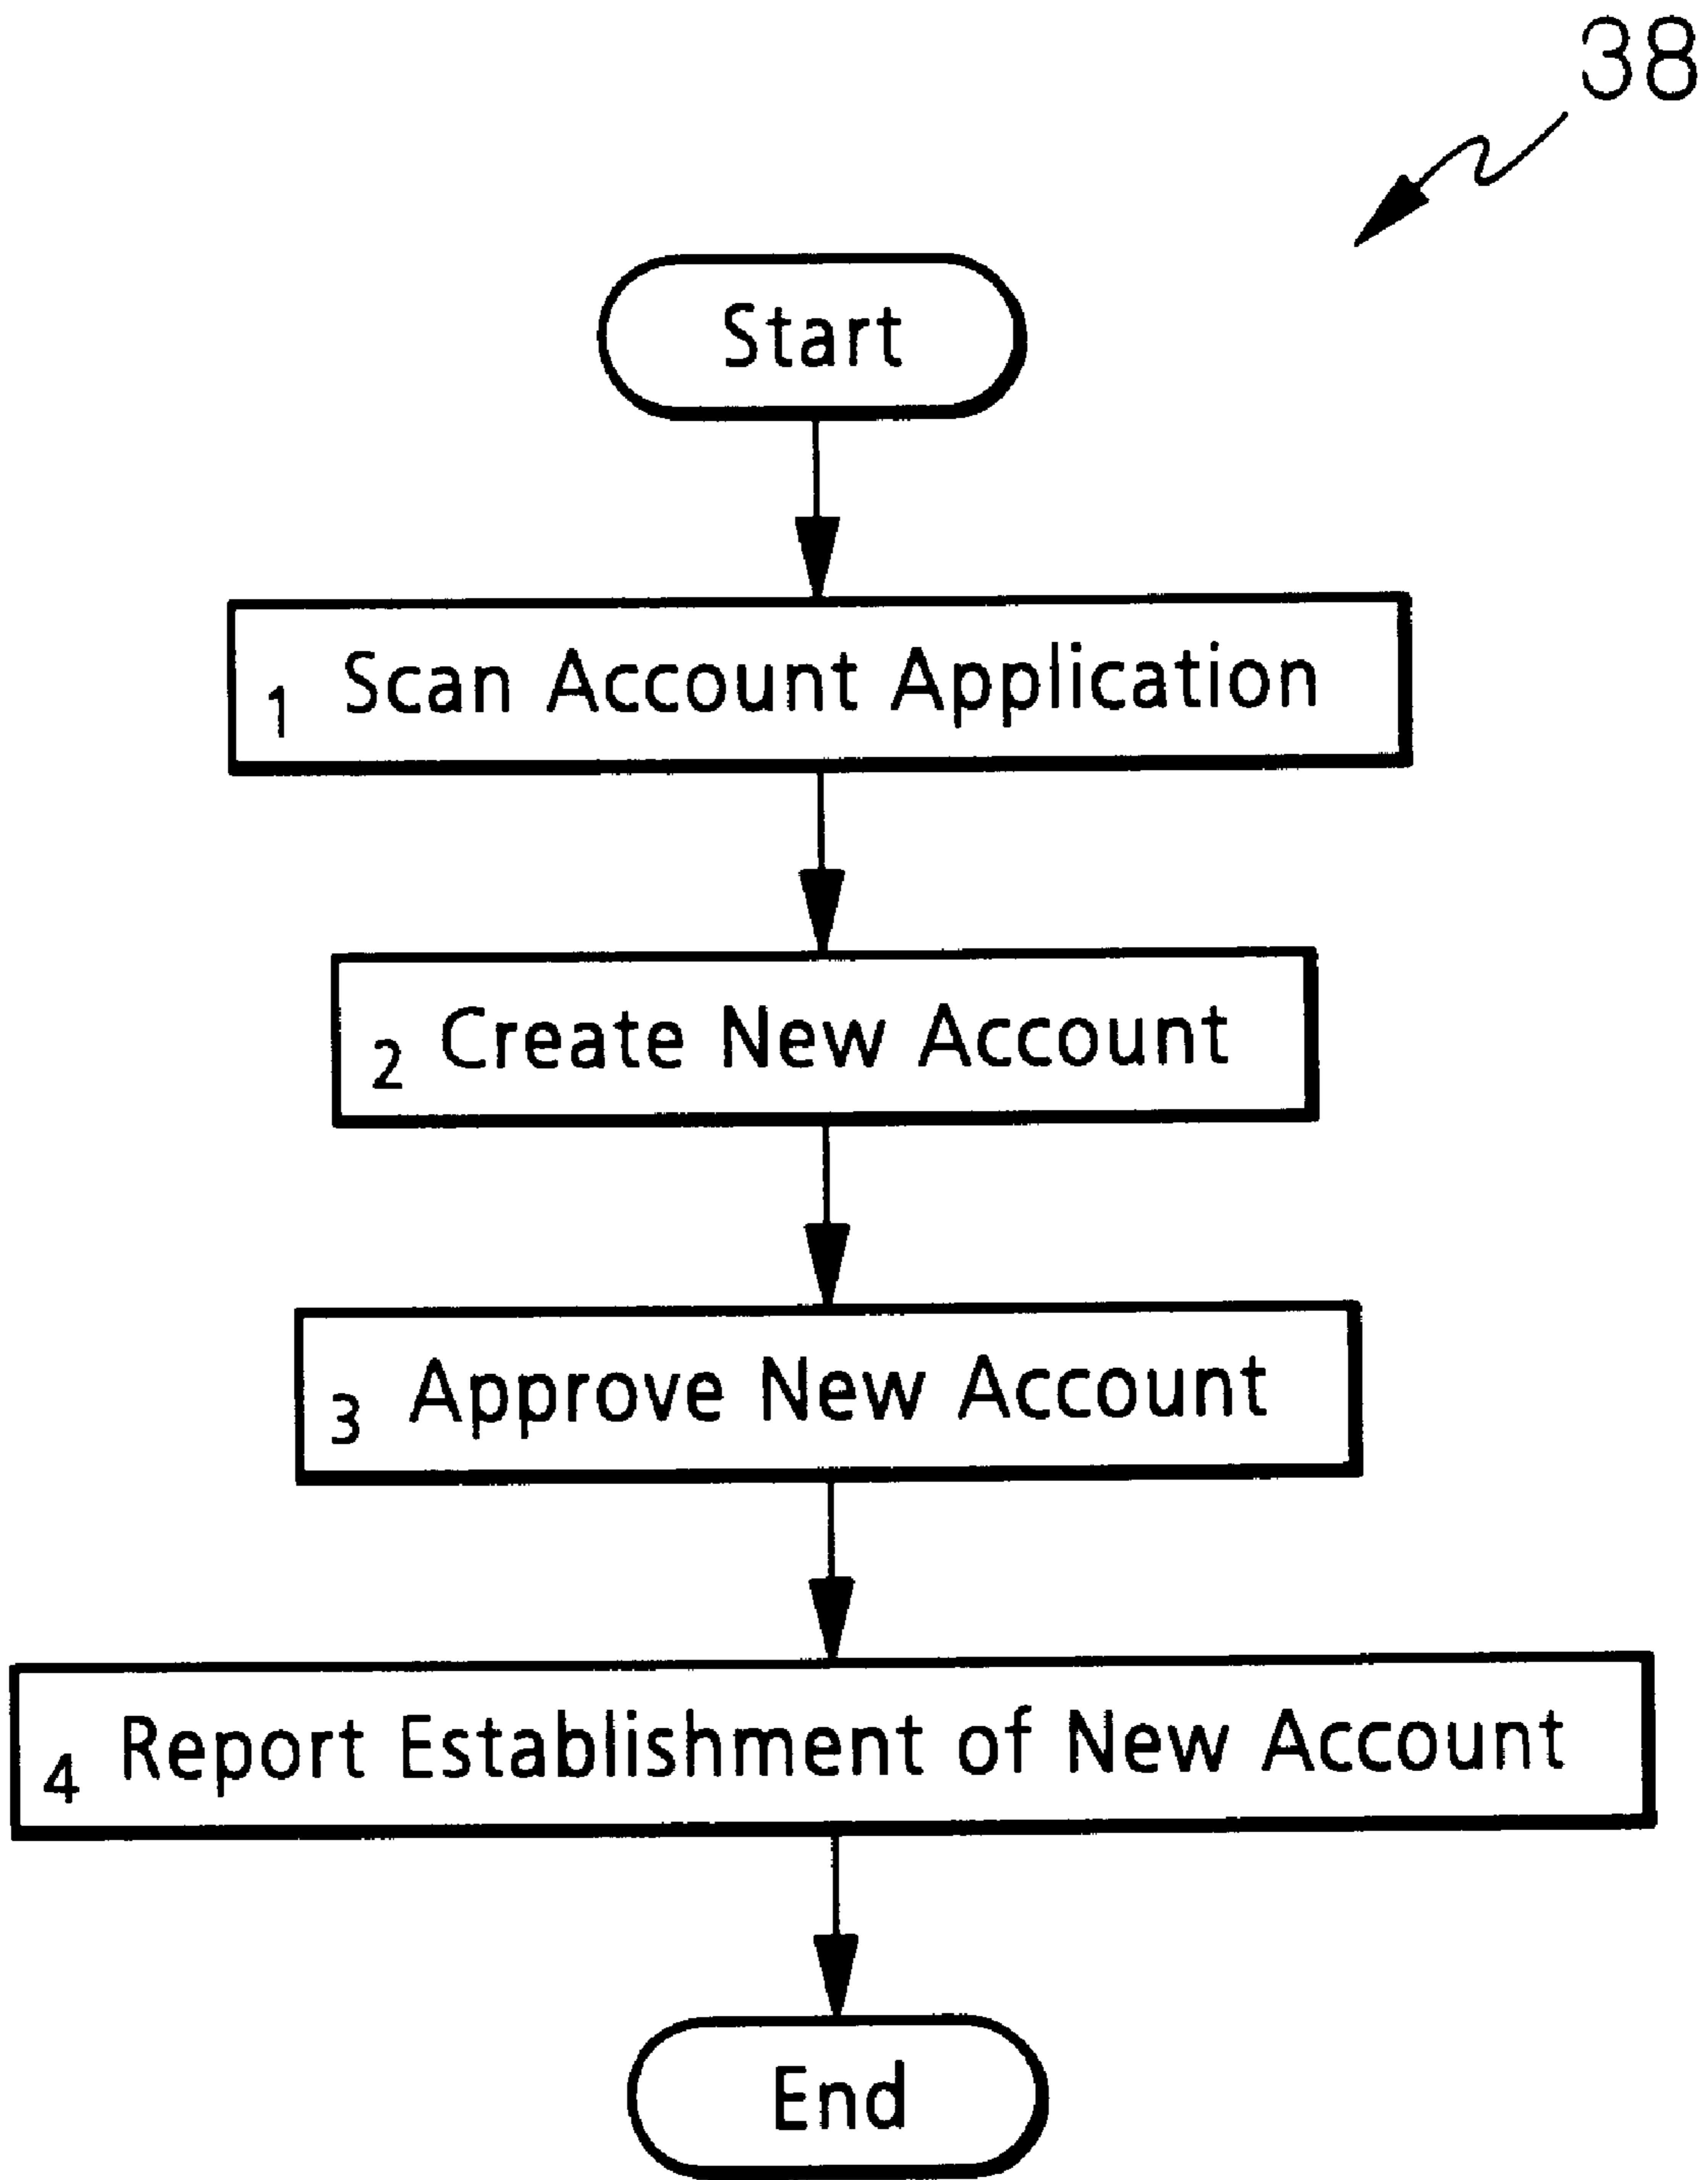 38
Start
1 Scan Account Application
2 Create New Account
3 Approve New Account
4 Report Establishment of New Account
End